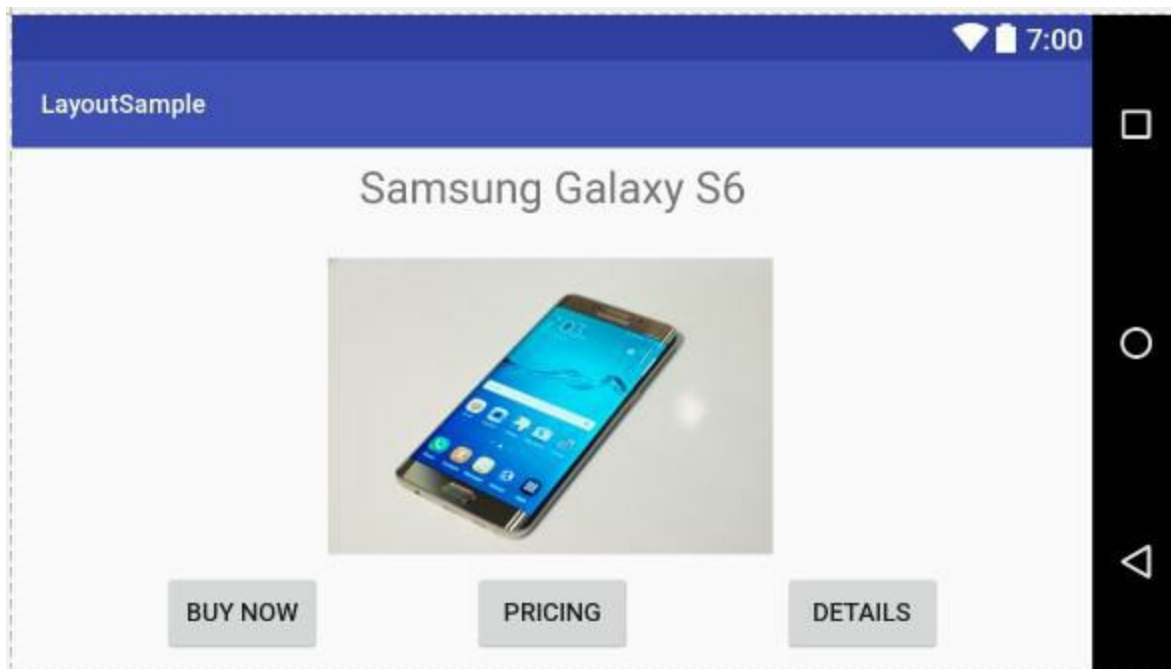 7:00
LayoutSample
Samsung Galaxy S6
BUY NOW
PRICING
DETAILS